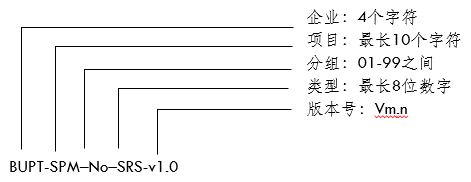 企业：4个字符
项目：最长10个字符
分组：01-99之间
类型：最长8位数字
版本号：Vm.n
BUPT-SPM–No–SRS-v1.0